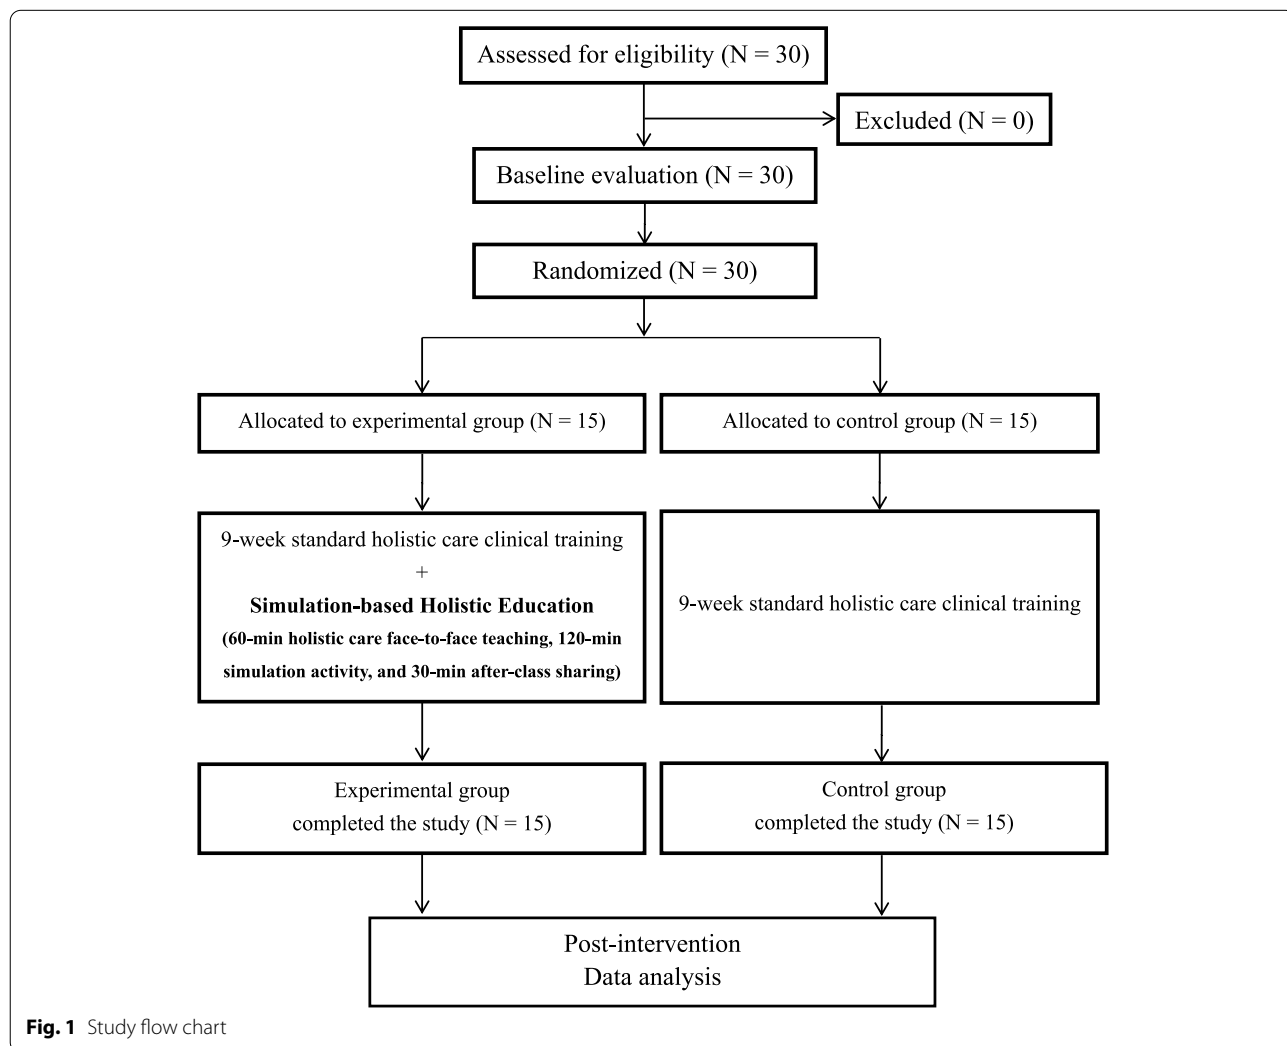 Assessed for eligibility (N = 30)
Excluded (N = 0)
Baseline evaluation (N = 30)
Randomized (N = 30)
Allocated to experimental group (N = 15)
Allocated to control group (N = 15)
9-week standard holistic care clinical training
+
Simulation-based Holistic Education
(60-min holistic care face-to-face teaching, 120-min
simulation activity, and 30-min after-class sharing)
9-week standard holistic care clinical training
Experimental group
completed the study (N = 15)
Control group
completed the study (N = 15)
Post-intervention
Data analysis
Fig. 1 Study flow chart